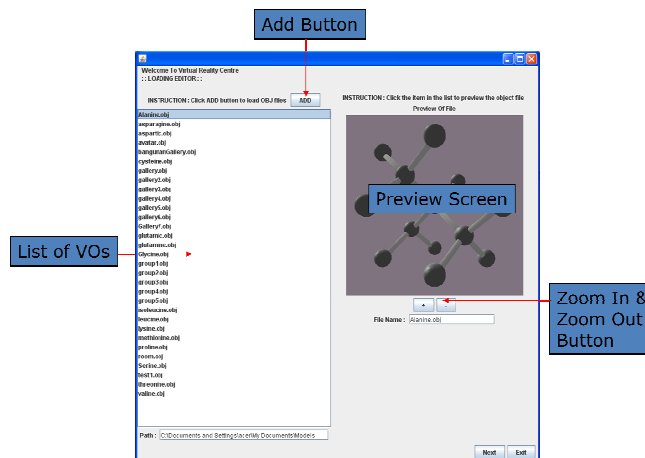 Add Button
Welcome To Virtual Reality Centre
: : LOADING EDITOR : :
INSTRUCTION : Click ADD button to load OBJ files
ADD
INSTRUCTION : Click the item in the list to preview the object file
Preview Of File
Alanine.obj
asparagine.obj
aspartic.obj
avatar.obj
bangunanGallery.obj
cysteine.obj
gallery.obj
gallery2.obj
gallery3.obj
gallery4.obj
gallery5.obj
gallery6.obj
Gallery7.obj
glutamic.obj
glutamine.obj
Glycine.obj
group1.obj
group2.obj
group3.obj
group4.obj
group5.obj
isoleucine.obj
leucine.obj
lysine.obj
methionine.obj
proline.obj
room.obj
Serine.obj
test1.obj
threonine.obj
valine.obj
List of VOs
Preview Screen
+
-
File Name :
Alanine.obj
Zoom In &
Zoom Out
Button
Path :
C:\Documents and Settings\acer\My Documents\Models
Next
Exit